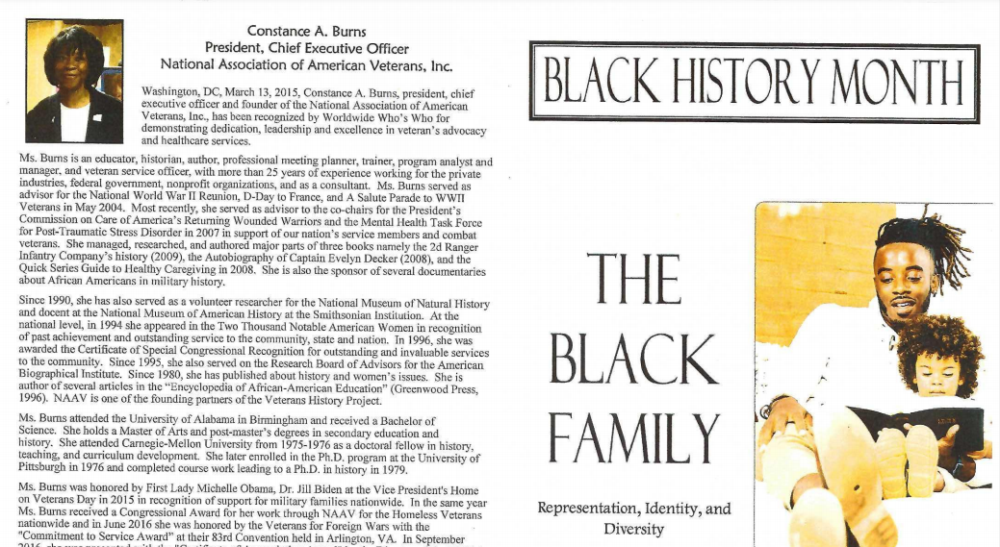 Constance A. Burns
President, Chief Executive Officer
National Association of American Veterans, Inc.
Washington, DC, March 13, 2015, Constance A. Burns, president, chief
executive officer and founder of the National Association of American
Veterans, Inc., has been recognized by Worldwide Who's Who for
demonstrating dedication, leadership and excellence in veteran's advocacy
and healthcare services.
Ms. Burns is an educator, historian, author, professional meeting planner, trainer, program analyst and
manager, and veteran service officer, with more than 25 years of experience working for the private
industries, federal government, nonprofit organizations, and as a consultant. Ms. Burns served as
advisor for the National World War II Reunion, D-Day to France, and A Salute Parade to WWII
Veterans in May 2004. Most recently, she served as advisor to the co-chairs for the President's
Commission on Care of America's Returning Wounded Warriors and the Mental Health Task Force
for Post-Traumatic Stress Disorder in 2007 in support of our nation's service members and combat
veterans. She managed, researched, and authored major parts of three books namely the 2d Ranger
Infantry Company's history (2009), the Autobiography of Captain Evelyn Decker (2008), and the
Quick Series Guide to Healthy Caregiving in 2008. She is also the sponsor of several documentaries
about African Americans in military history.
Since 1990, she has also served as a volunteer researcher for the National Museum of Natural History
and docent at the National Museum of American History at the Smithsonian Institution. At the
national level, in 1994 she appeared in the Two Thousand Notable American Women in recognition
of past achievement and outstanding service to the community, state and nation. In 1996, she was
awarded the Certificate of Special Congressional Recognition for outstanding and invaluable services
to the community. Since 1995, she also served on the Research Board of Advisors for the American
Biographical Institute. Since 1980, she has published about history and women's issues. She is
author of several articles in the “Encyclopedia of African-American Education” (Greenwood Press,
1996). NAAV is one of the founding partners of the Veterans History Project.
Ms. Burns attended the University of Alabama in Birmingham and received a Bachelor of
Science. She holds a Master of Arts and post-master's degrees in secondary education and
history. She attended Carnegie-Mellon University from 1975-1976 as a doctoral fellow in history,
teaching, and curriculum development. She later enrolled in the Ph.D. program at the University of
Pittsburgh in 1976 and completed course work leading to a Ph.D. in history in 1979.
Ms. Burns was honored by First Lady Michelle Obama, Dr. Jill Biden at the Vice President's Home
on Veterans Day in 2015 in recognition of support for military families nationwide. In the same year
Ms. Burns received a Congressional Award for her work through NAAV for the Homeless Veterans
nationwide and in June 2016 she was honored by the Veterans for Foreign Wars with the
"Commitment to Service Award" at their 83rd Convention held in Arlington, VA. In September
BLACK HISTORY MONTH
THE
BLACK
FAMILY
Representation, Identity, and
Diversity